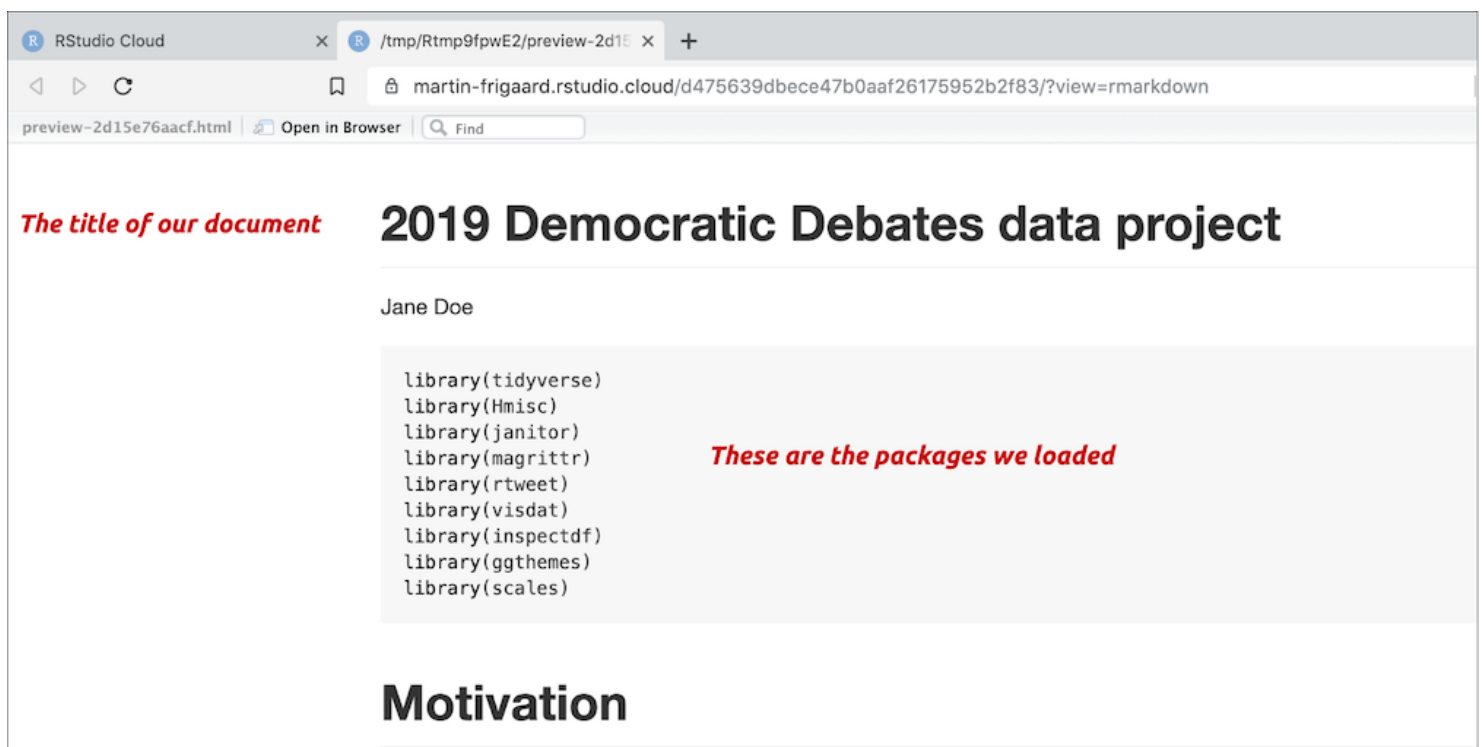 RStudio Cloud
/tmp/Rtmp9fpwE2/preview-2d15
martin-frigaard.rstudio.cloud/d475639dbece47b0aaf26175952b2f83/?view=rmarkdown
preview-2d15e76aacf.html Open in Browser Find
The title of our document 2019 Democratic Debates data project
Jane Doe
library(tidyverse)
library(Hmisc)
library(janitor)
library(magrittr) These are the packages we loaded
library(rtweet)
library(visdat)
library(inspectdf)
library(ggthemes)
library(scales)
Motivation